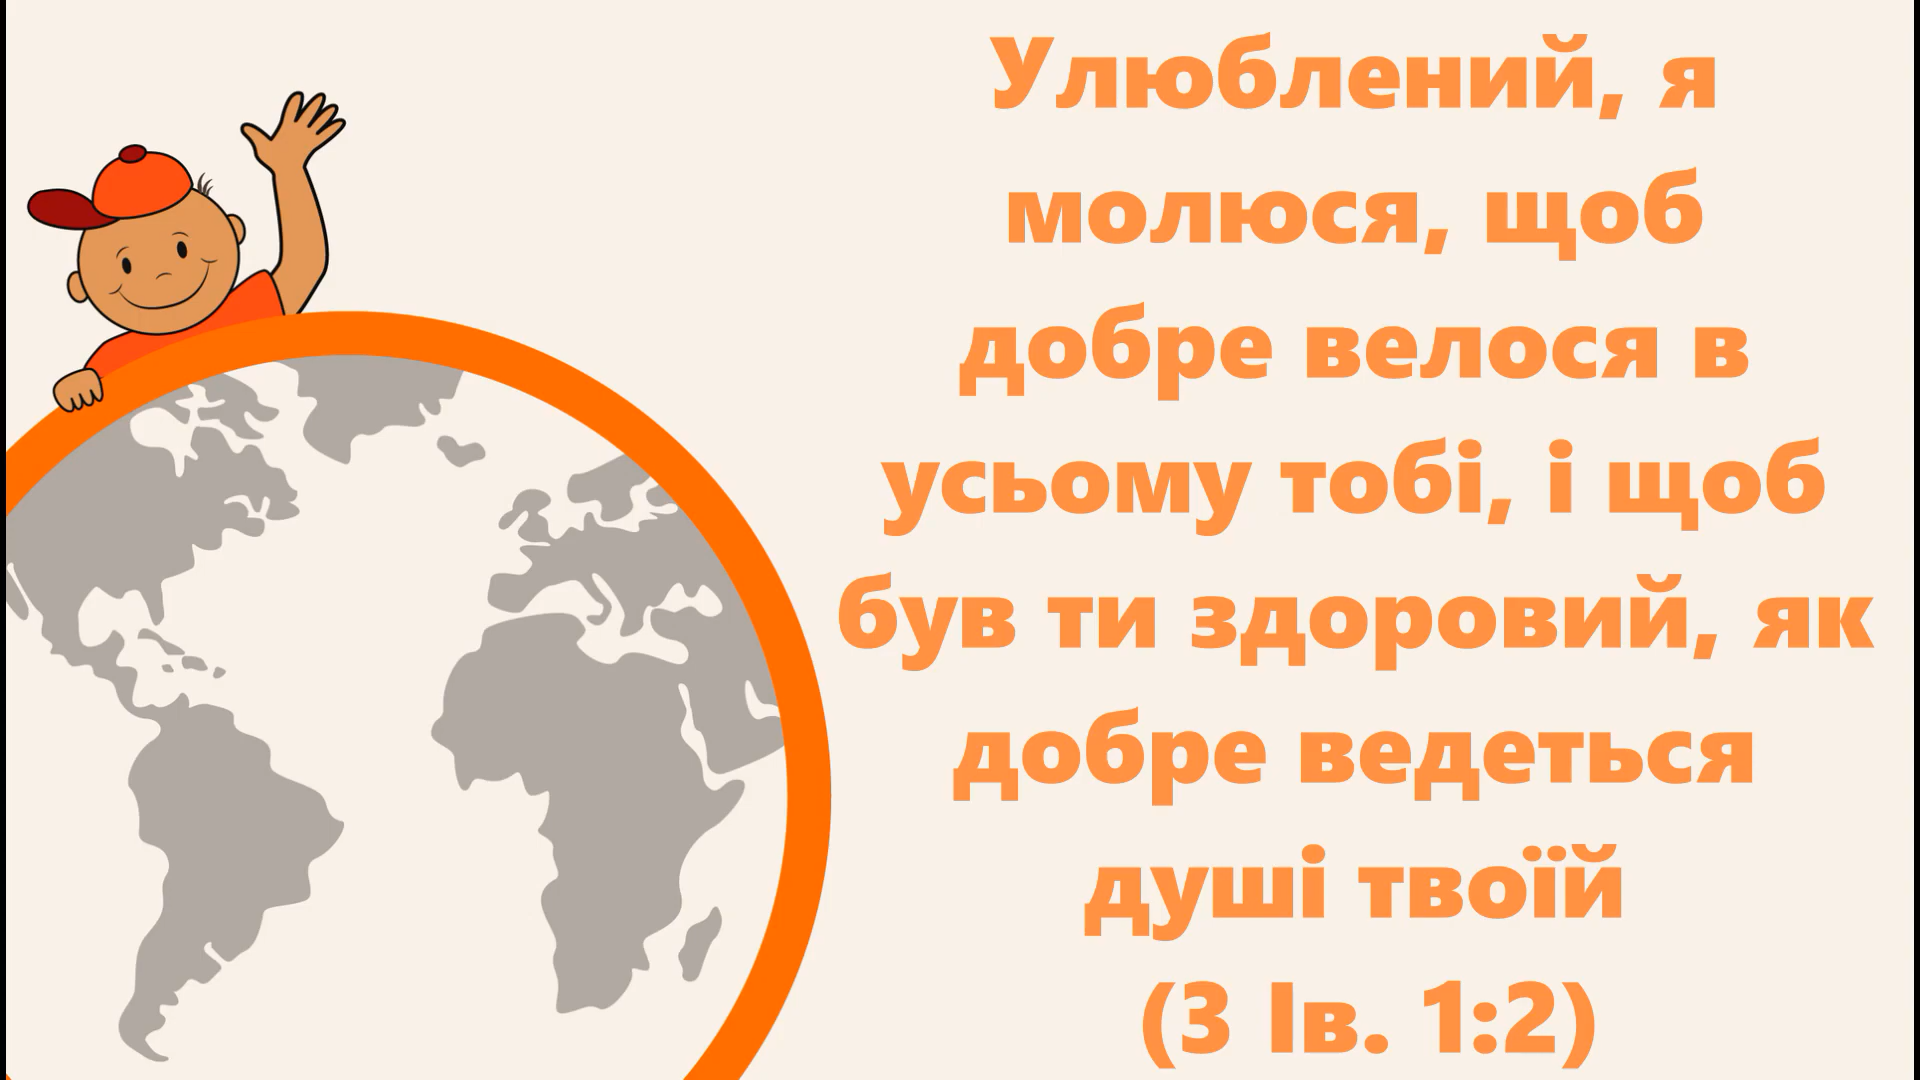 Улюблений, я
молюся, щоб
добре велося в
усьому тобі, і щоб
був ти здоровий, як
добре ведеться
душі твоїй
(3 Ів. 1:2)